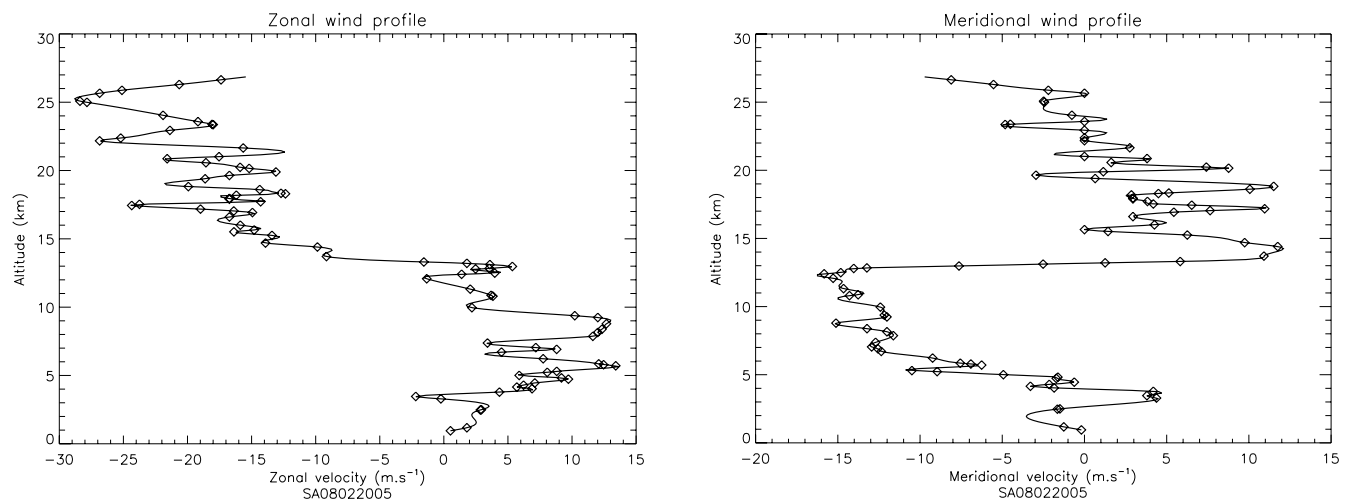 Zonal wind profile
30
25
20
15
10
5
0
Altitude (km)
-30 -25 -20 -15 -10 -5 0 5 10 15
Zonal velocity (m.s⁻¹)
SA08022005
Meridional wind profile
30
25
20
15
10
5
0
Altitude (km)
-20 -15 -10 -5 0 5 10 15
Meridional velocity (m.s⁻¹)
SA08022005